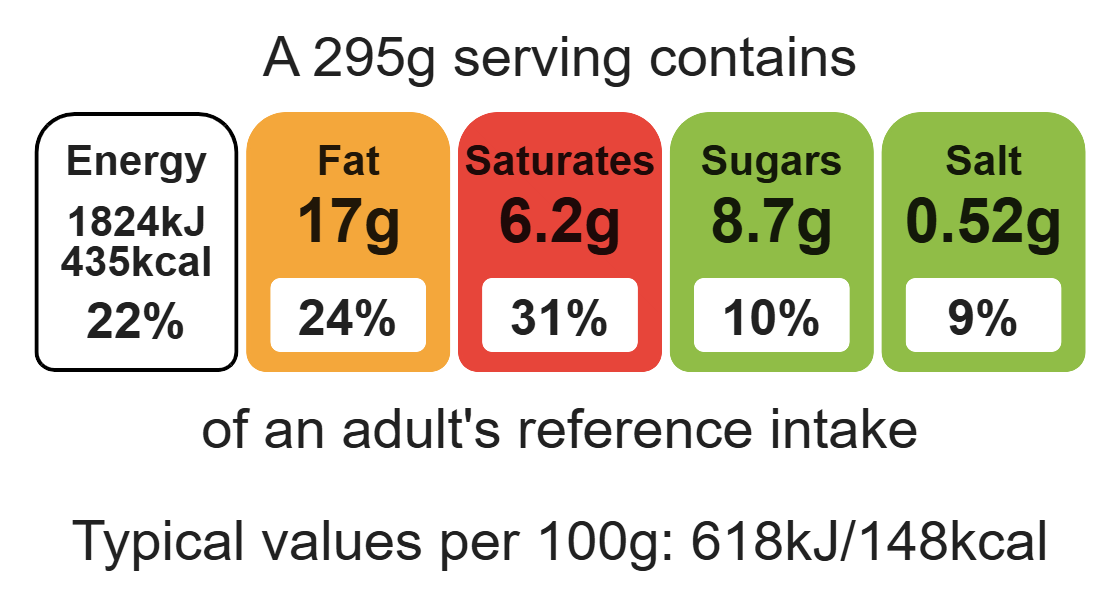 A 295g serving contains
Energy Fat Saturates Sugars Salt
1824kJ 17g 6.2g 8.7g 0.52g
435kcal
22% 24% 31% 10% 9%
of an adult's reference intake
Typical values per 100g: 618kJ/148kcal